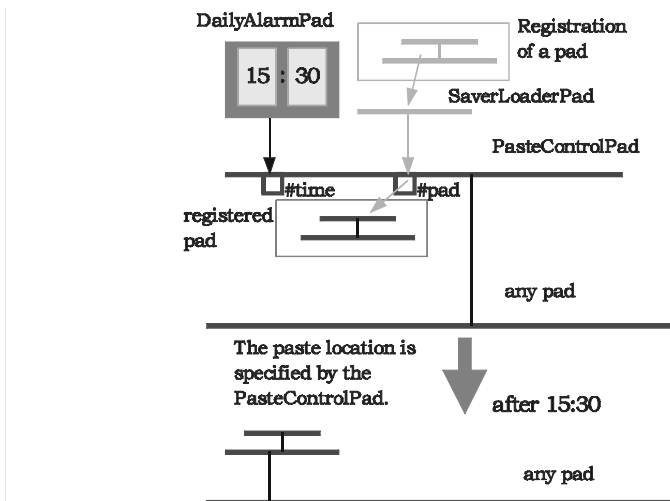 DailyAlarmPad
Registration
of a pad
15 : 30
SaverLoaderPad
PasteControlPad
#time
#pad
registered
pad
any pad
The paste location is
specified by the
PasteControlPad.
after 15:30
any pad